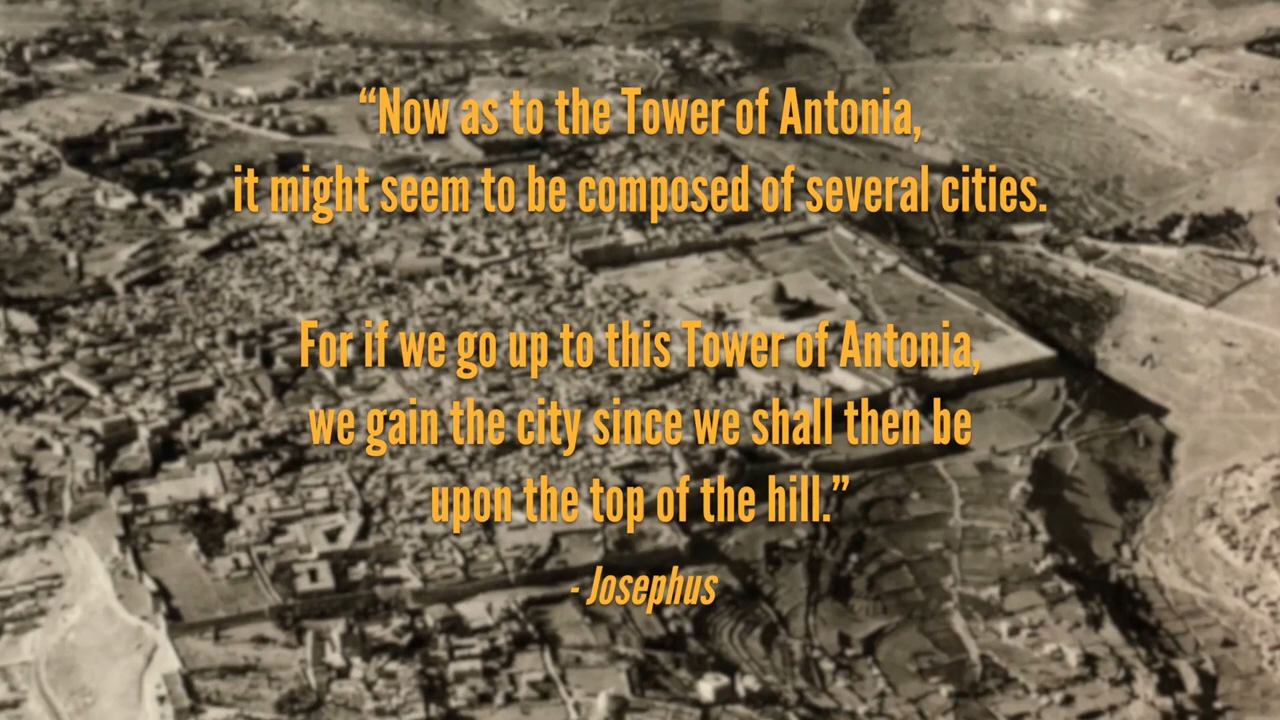 “Now as to the Tower of Antonia,
it might seem to be composed of several cities.
For if we go up to this Tower of Antonia,
we gain the city since we shall then be
upon the top of the hill.”
- Josephus